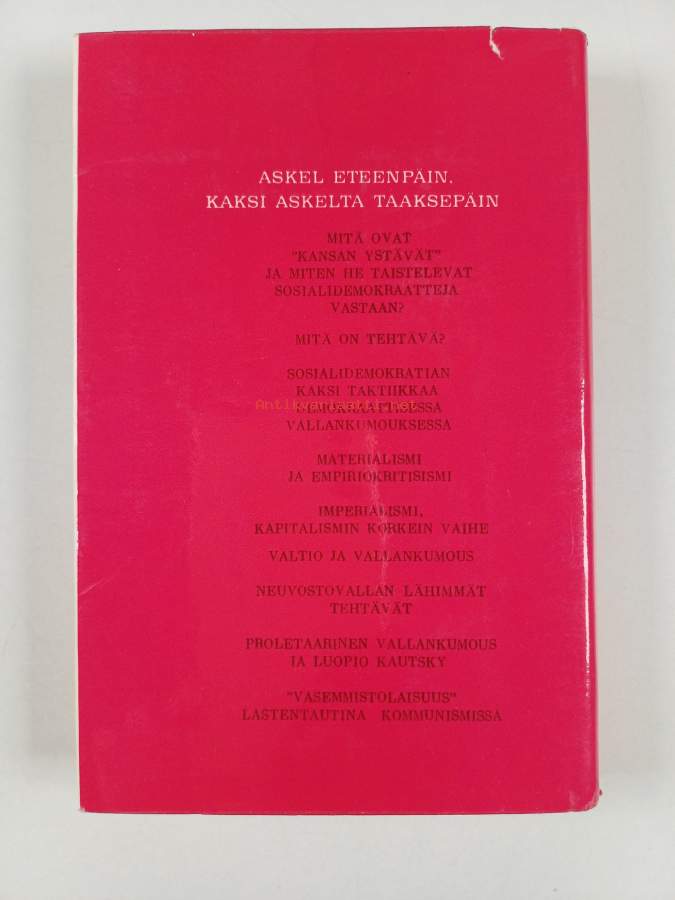 ASKEL ETEENPÄIN,
KAKSI ASKELTA TAAKSEPÄIN
MITÄ OVAT
"KANSAN YSTÄVÄT"
JA MITEN HE TAISTELEVAT
SOSIALIDEMOKRAATTEJA
VASTAAN?
MITÄ ON TEHTÄVÄ?
SOSIALIDEMOKRATIAN
KAKSI TAKTIIKKAA
Antikvariaatti.net
DEMOKRAATTISESSA
VALLANKUMOUKSESSA
MATERIALISMI
JA EMPIRIOKRITISISMI
IMPERIALISMI,
KAPITALISMIN KORKEIN VAIHE
VALTIO JA VALLANKUMOUS
NEUVOSTOVALLAN LÄHIMMÄT
TEHTÄVÄT
PROLETAARINEN VALLANKUMOUS
JA LUOPIO KAUTSKY
"VASEMMISTOLAISUUS"
LASTENTAUTINA KOMMUNISMISSA